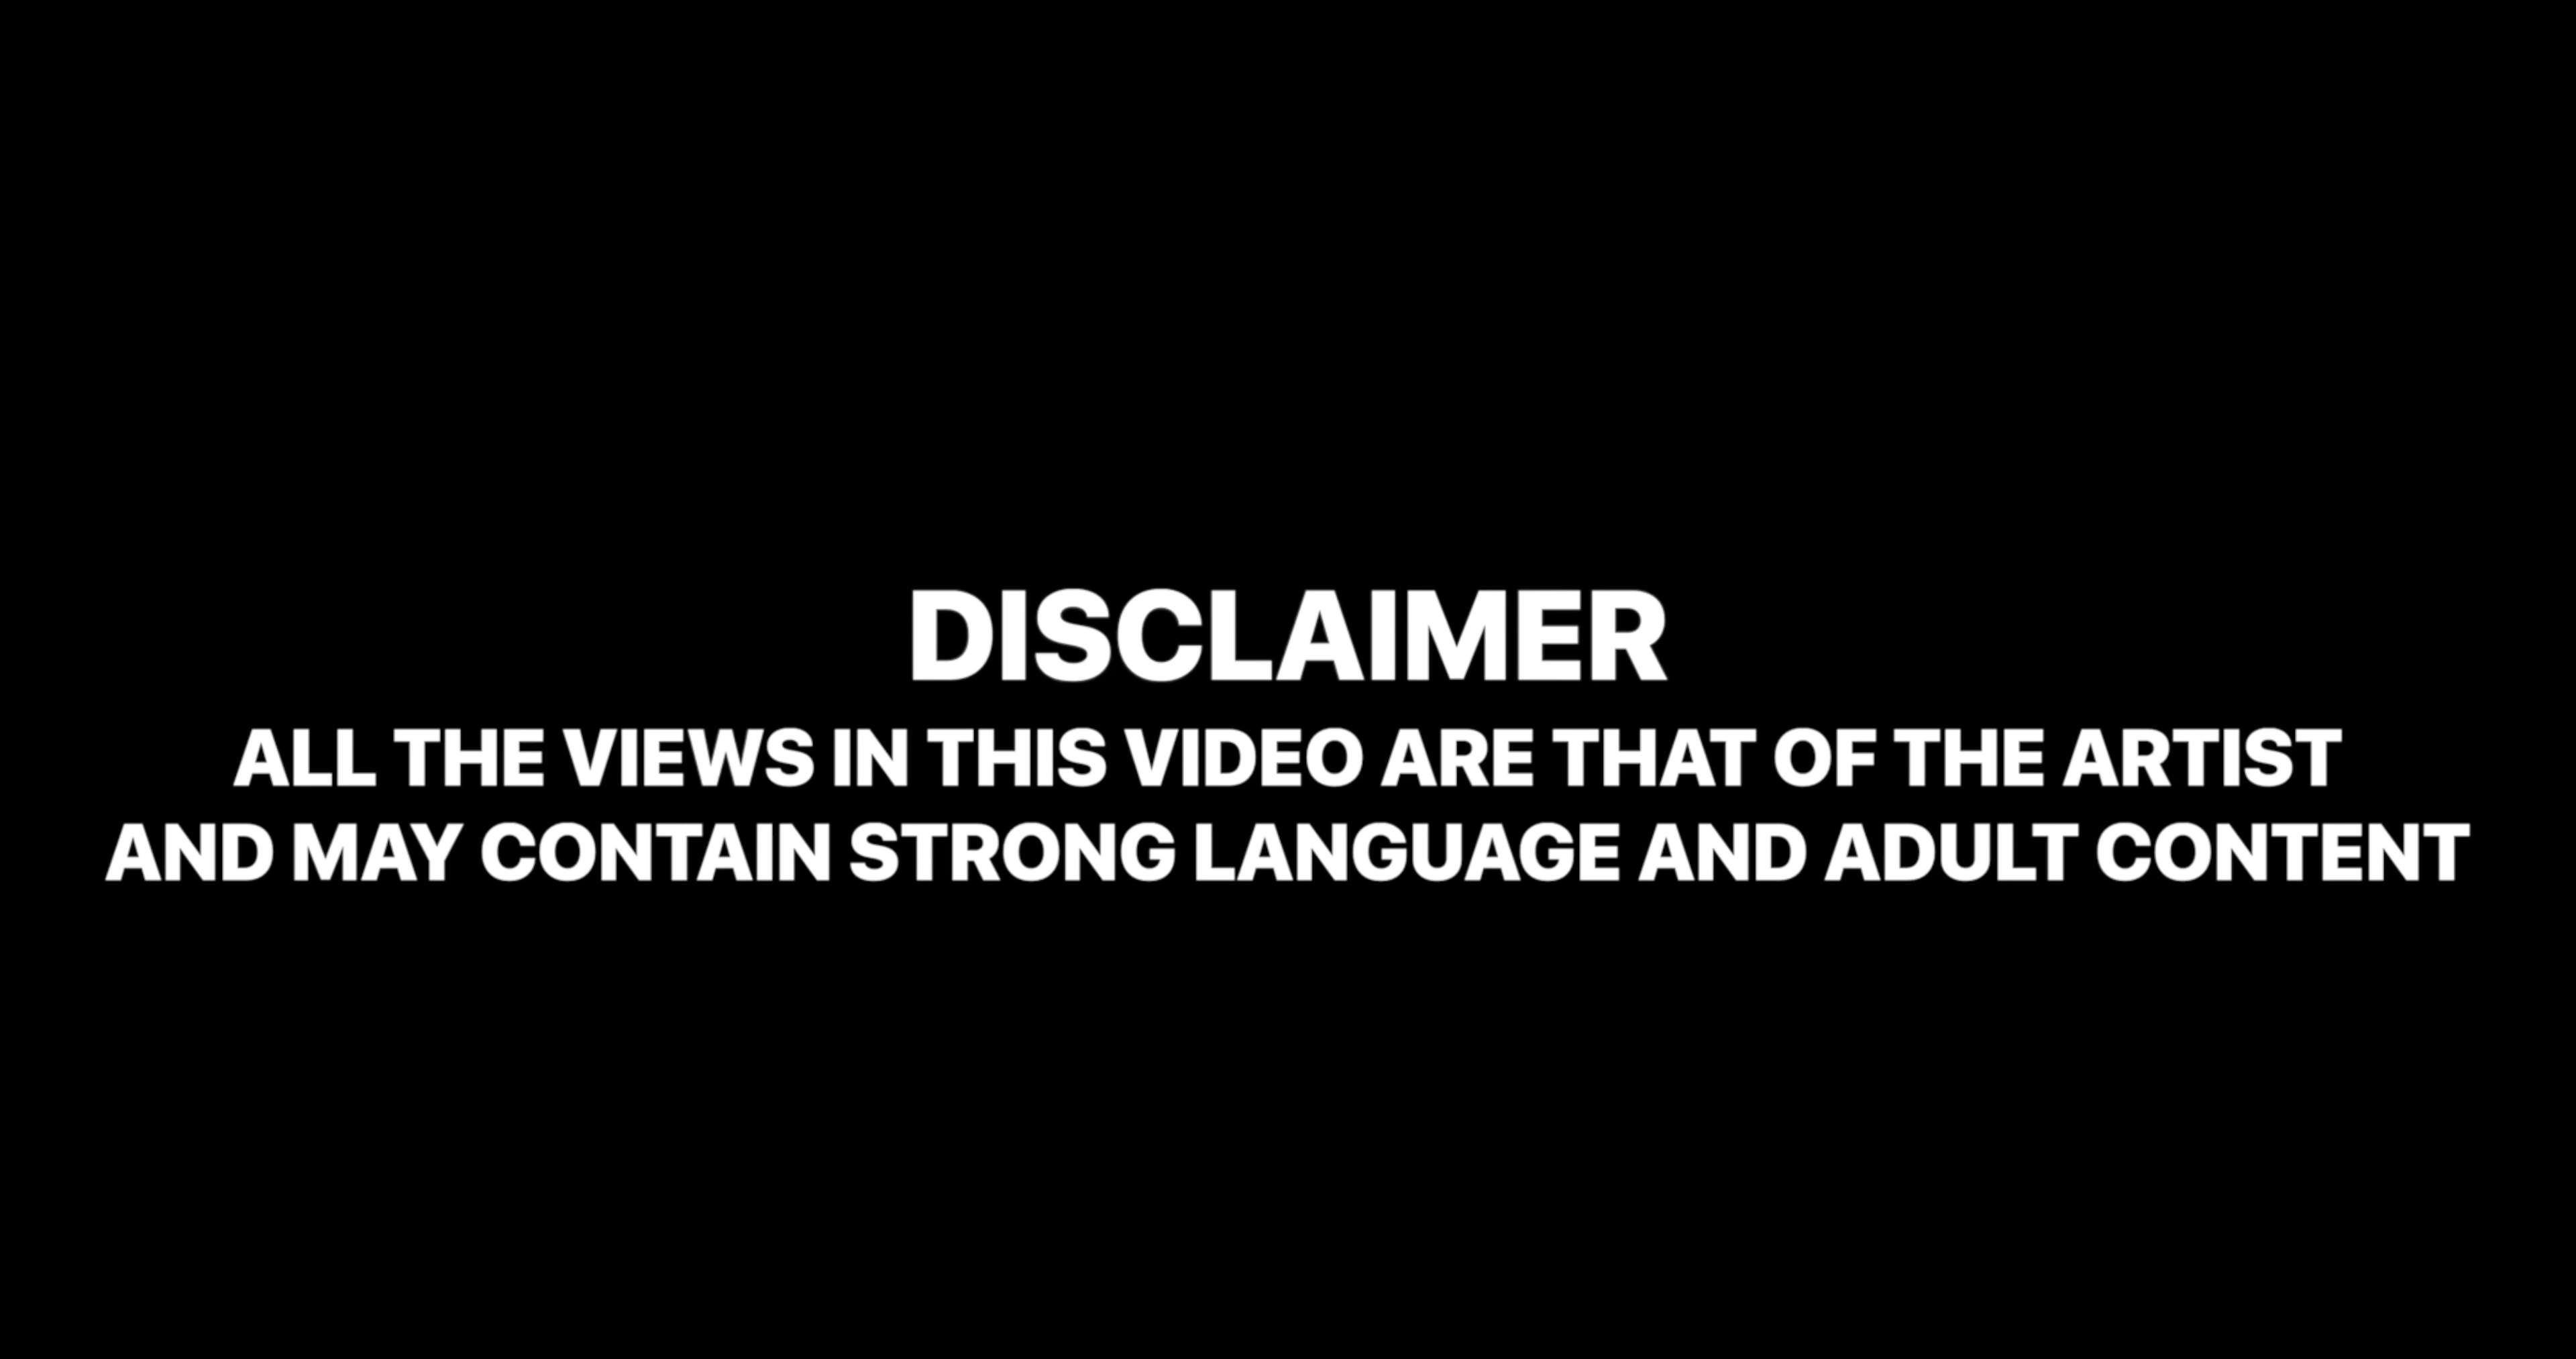 DISCLAIMER
ALL THE VIEWS IN THIS VIDEO ARE THAT OF THE ARTIST
AND MAY CONTAIN STRONG LANGUAGE AND ADULT CONTENT